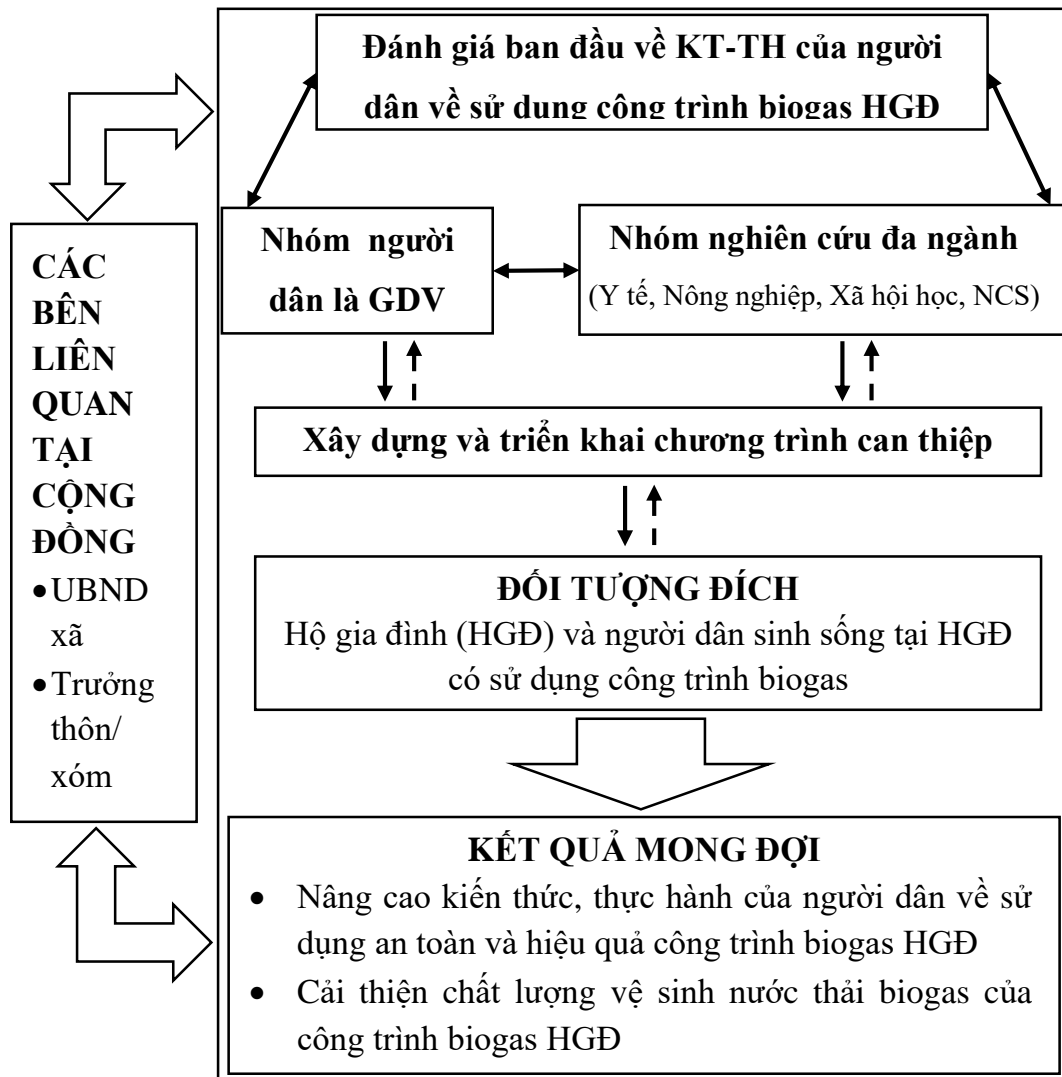 Đánh giá ban đầu về KT-TH của người
dân về sử dung công trình biogas HGĐ
Nhóm người
dân là GDV
Nhóm nghiên cứu đa ngành
(Y tế, Nông nghiệp, Xã hội học, NCS)
CÁC
BÊN
LIÊN
QUAN
TẠI
CỘNG
ĐỒNG
•UBND
xã
•Trưởng
thôn/
xóm
Xây dựng và triển khai chương trình can thiệp
ĐỐI TƯỢNG ĐÍCH
Hộ gia đình (HGĐ) và người dân sinh sống tại HGĐ
có sử dụng công trình biogas
KẾT QUẢ MONG ĐỢI
• Nâng cao kiến thức, thực hành của người dân về sử
dụng an toàn và hiệu quả công trình biogas HGĐ
• Cải thiện chất lượng vệ sinh nước thải biogas của
công trình biogas HGĐ